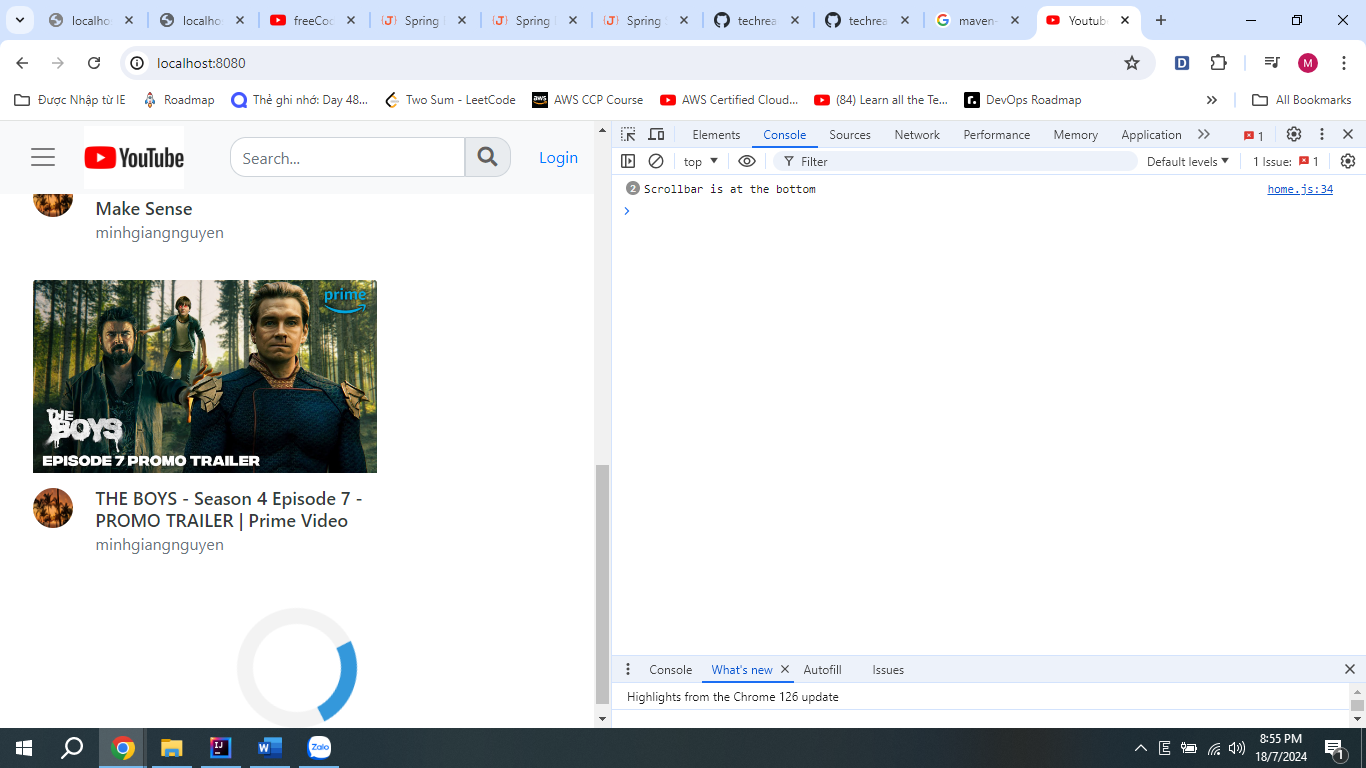 localhos
localhos
freeCod
Spring
Spring
Spring
techrea
techrea
maven-
Youtube
localhost:8080
D
M
Được Nhập từ IE
Roadmap
Thẻ ghi nhớ: Day 48...
Two Sum - LeetCode
AWS CCP Course
AWS Certified Cloud...
(84) Learn all the Te...
DevOps Roadmap
All Bookmarks
YouTube
Search...
Login
Make Sense
minhgiangnguyen
prime
THE BOYS
EPISODE 7 PROMO TRAILER
THE BOYS - Season 4 Episode 7 -
PROMO TRAILER | Prime Video
minhgiangnguyen
Elements
Console
Sources
Network
Performance
Memory
Application
1
top
Filter
Default levels
1 Issue: 1
2 Scrollbar is at the bottom
home.js:34
Console
What's new
Autofill
Issues
Highlights from the Chrome 126 update
Zalo
8:55 PM
18/7/2024
1